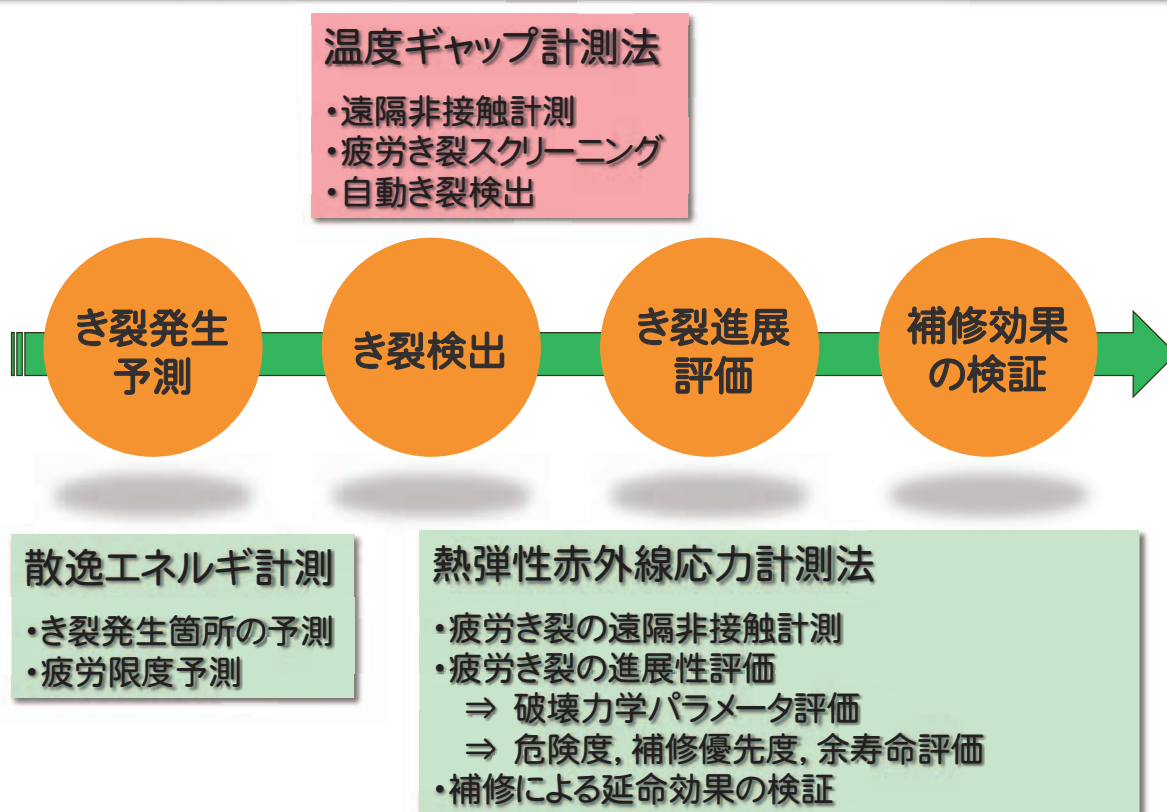 温度ギャップ計測法
・遠隔非接触計測
・疲労き裂スクリーニング
・自動き裂検出
き裂発生
予測
き裂検出
き裂進展
評価
補修効果
の検証
散逸エネルギ計測
・き裂発生箇所の予測
・疲労限度予測
熱弾性赤外線応力計測法
・疲労き裂の遠隔非接触計測
・疲労き裂の進展性評価
⇒ 破壊力学パラメータ評価
⇒ 危険度, 補修優先度, 余寿命評価
・補修による延命効果の検証